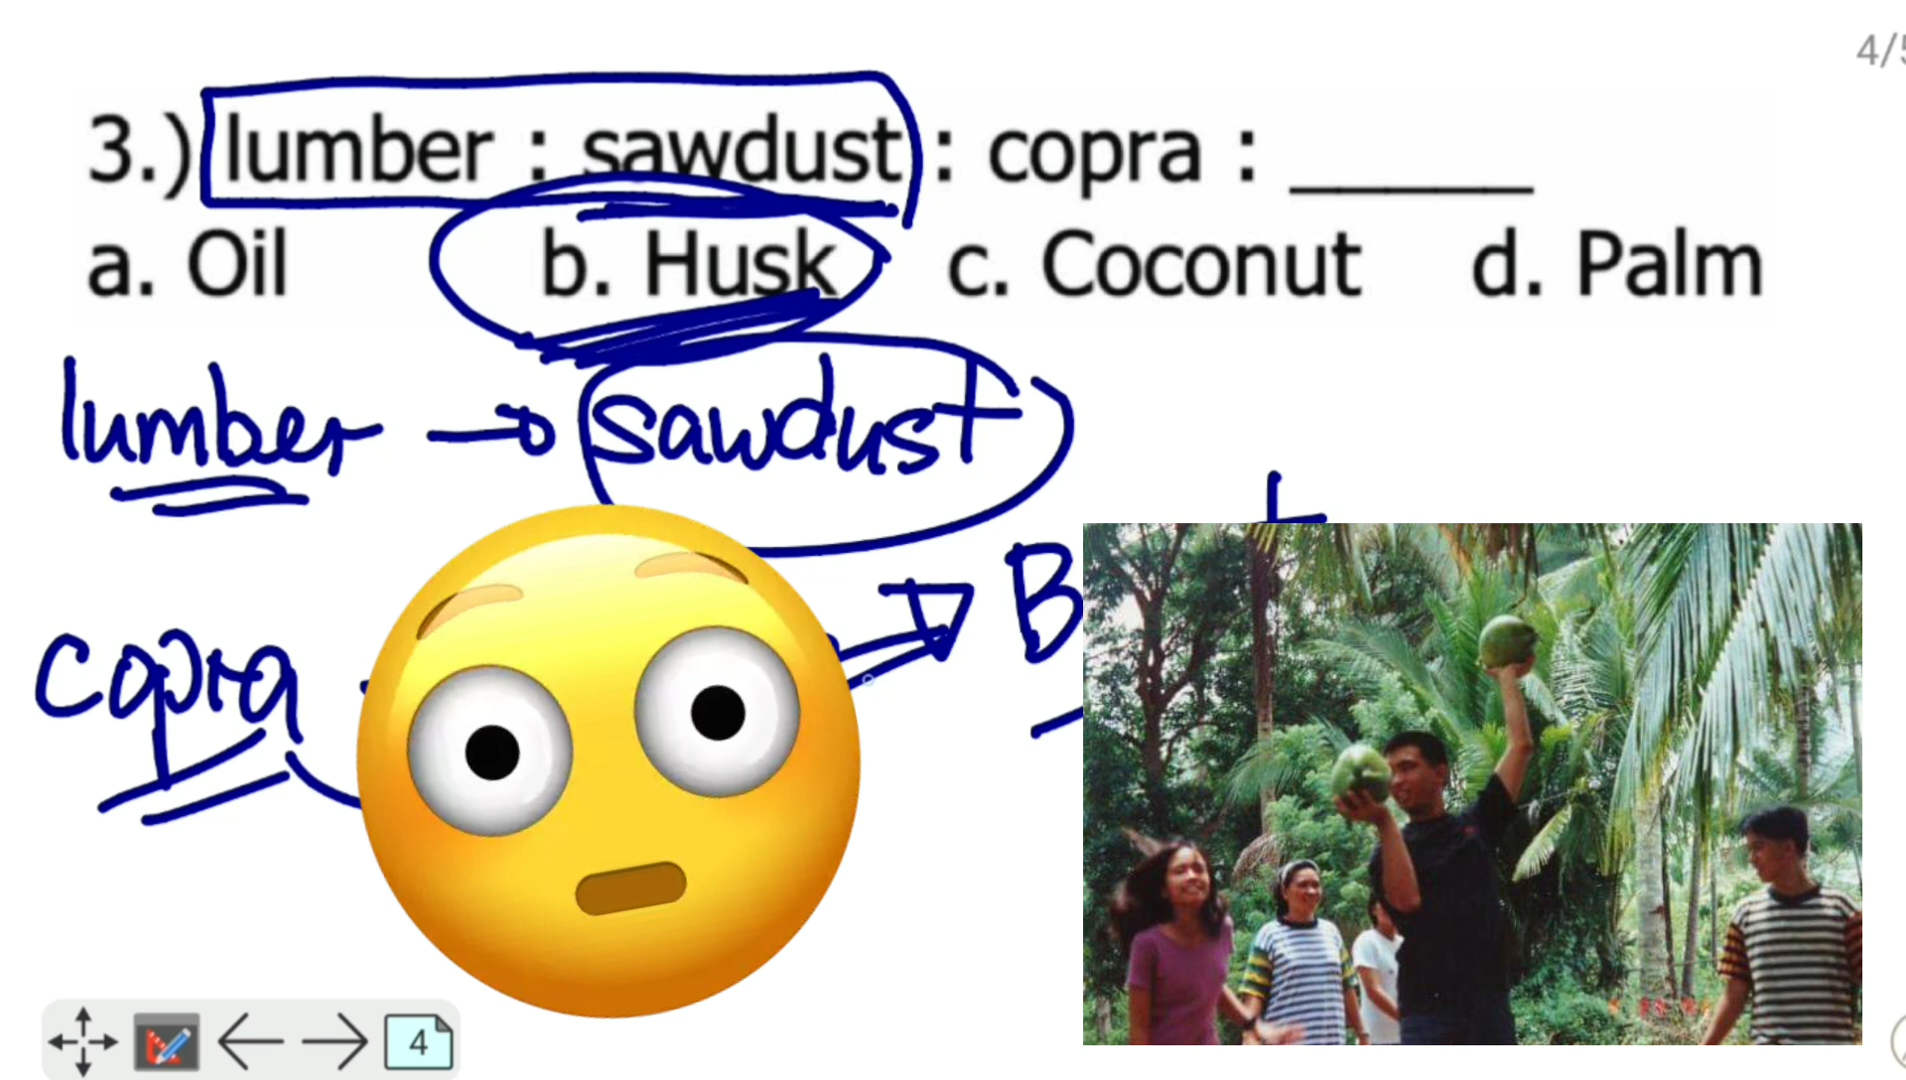 4/5
3.) lumber : sawdust : copra : ______
a. Oil b. Husk c. Coconut d. Palm
lumber → sawdust
copra
B
4